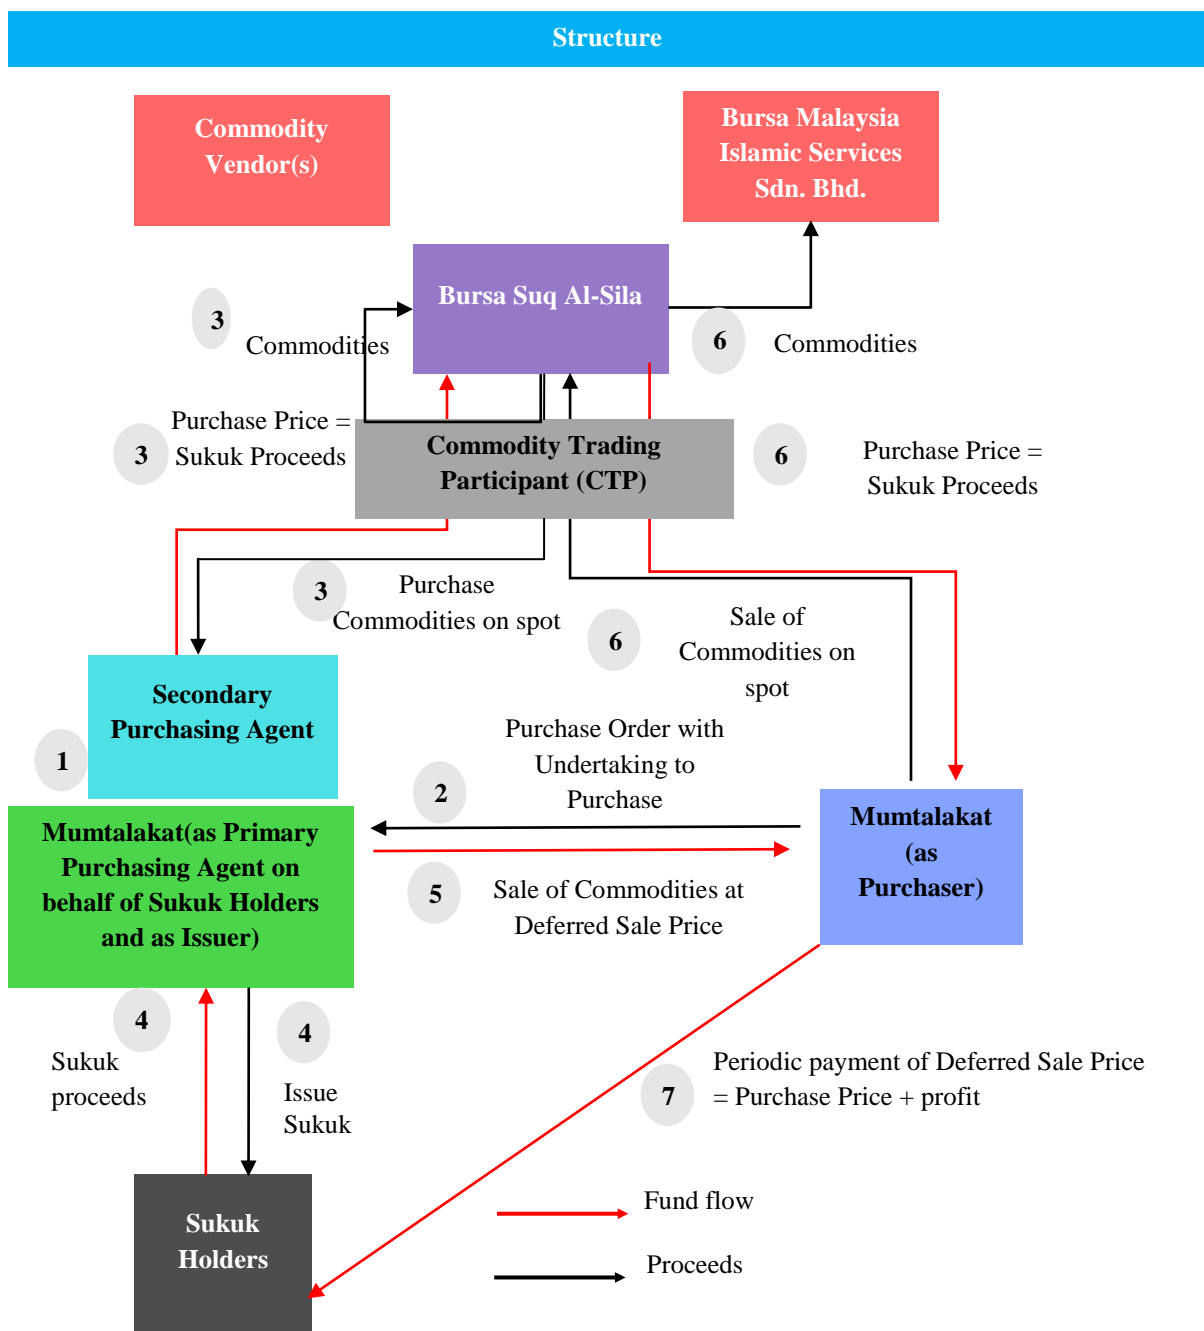 Structure
Commodity
Vendor(s)
Bursa Malaysia
Islamic Services
Sdn. Bhd.
Bursa Suq Al-Sila
3
Commodities
6
Commodities
Purchase Price =
Sukuk Proceeds
3
Commodity Trading
Participant (CTP)
6
Purchase Price =
Sukuk Proceeds
3
Purchase
Commodities on spot
6
Sale of
Commodities on
spot
Secondary
Purchasing Agent
1
Purchase Order with
Undertaking to
Purchase
2
Mumtalakat(as Primary
Purchasing Agent on
behalf of Sukuk Holders
and as Issuer)
Mumtalakat
(as
Purchaser)
5
Sale of Commodities at
Deferred Sale Price
4
Sukuk
proceeds
4
Issue
Sukuk
7
Periodic payment of Deferred Sale Price
= Purchase Price + profit
Sukuk
Holders
Fund flow
Proceeds